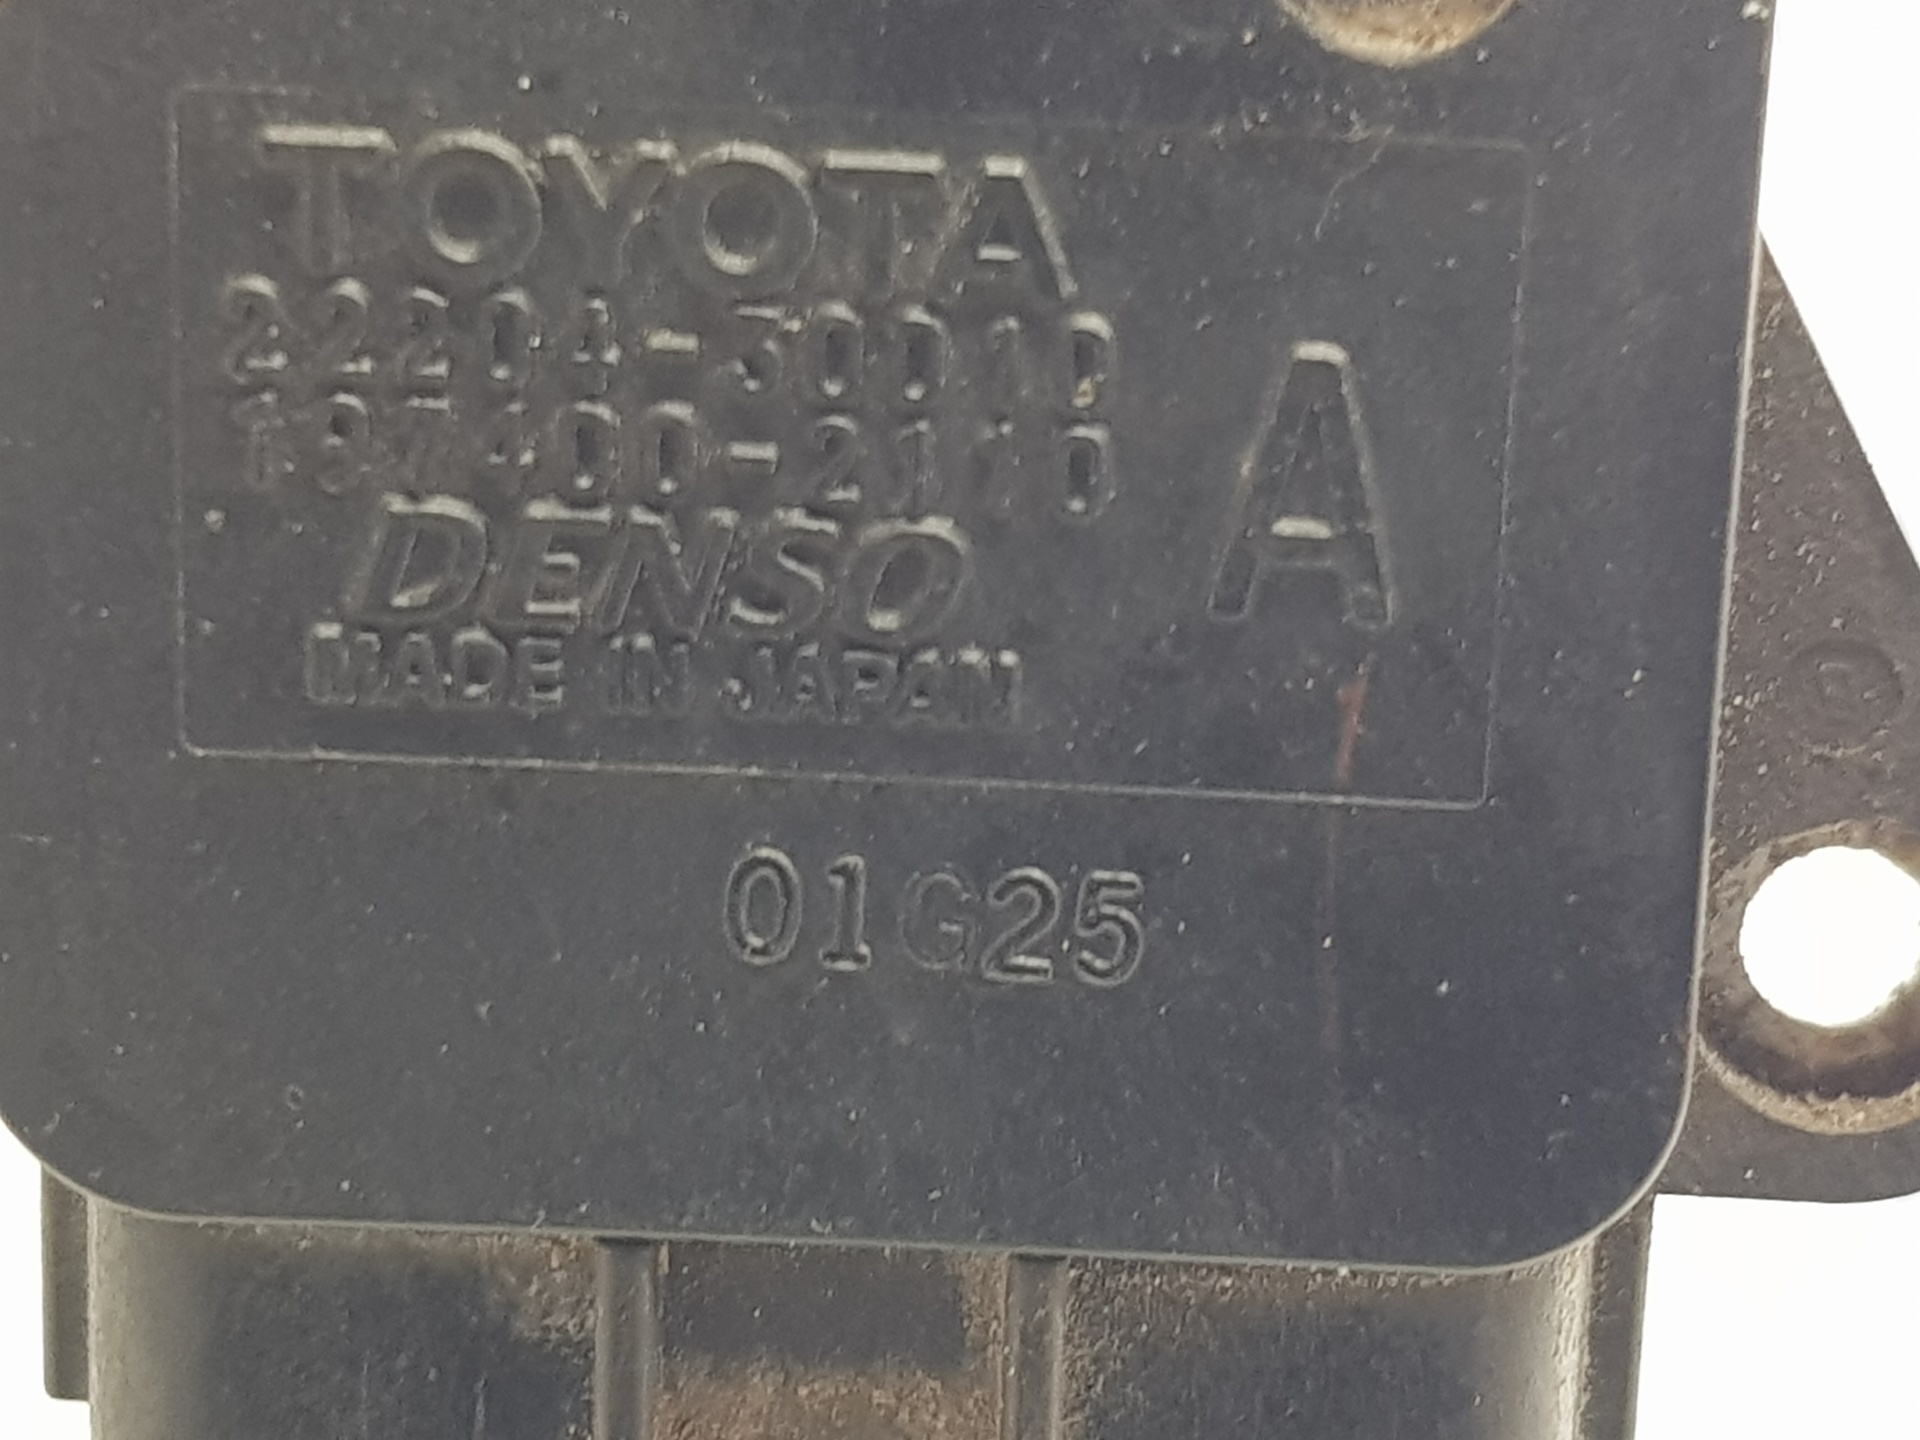 TOYOTA
22204-30010
197400-2110
A
DENSO
MADE IN JAPAN
01G25